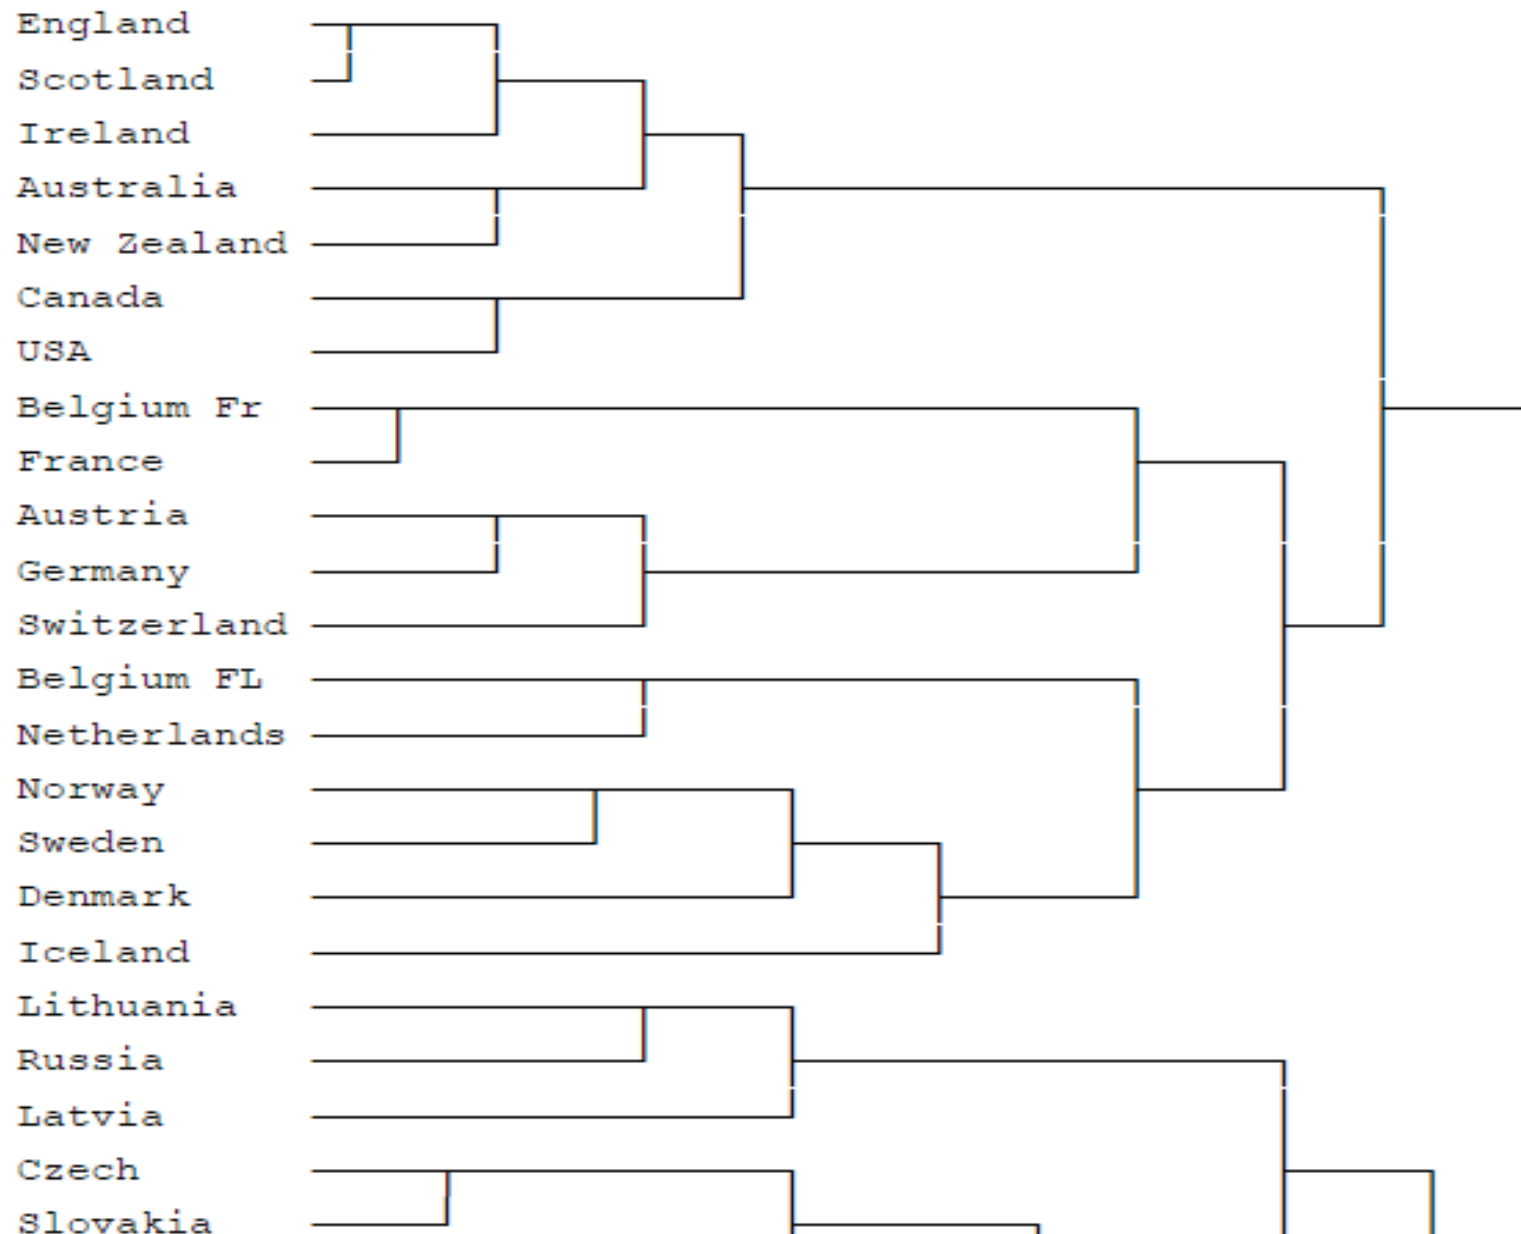 England
Scotland
Ireland
Australia
New Zealand
Canada
USA
Belgium Fr
France
Austria
Germany
Switzerland
Belgium FL
Netherlands
Norway
Sweden
Denmark
Iceland
Lithuania
Russia
Latvia
Czech
Slovakia